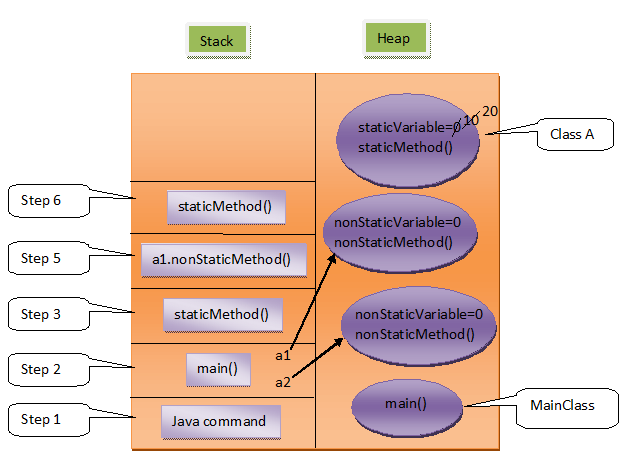 Stack
Heap
staticVariable=0 10 20
staticMethod()
Class A
Step 6
staticMethod()
nonStaticVariable=0
nonStaticMethod()
Step 5
a1.nonStaticMethod()
Step 3
staticMethod()
nonStaticVariable=0
nonStaticMethod()
Step 2
main()
a1
a2
Step 1
Java command
main()
MainClass